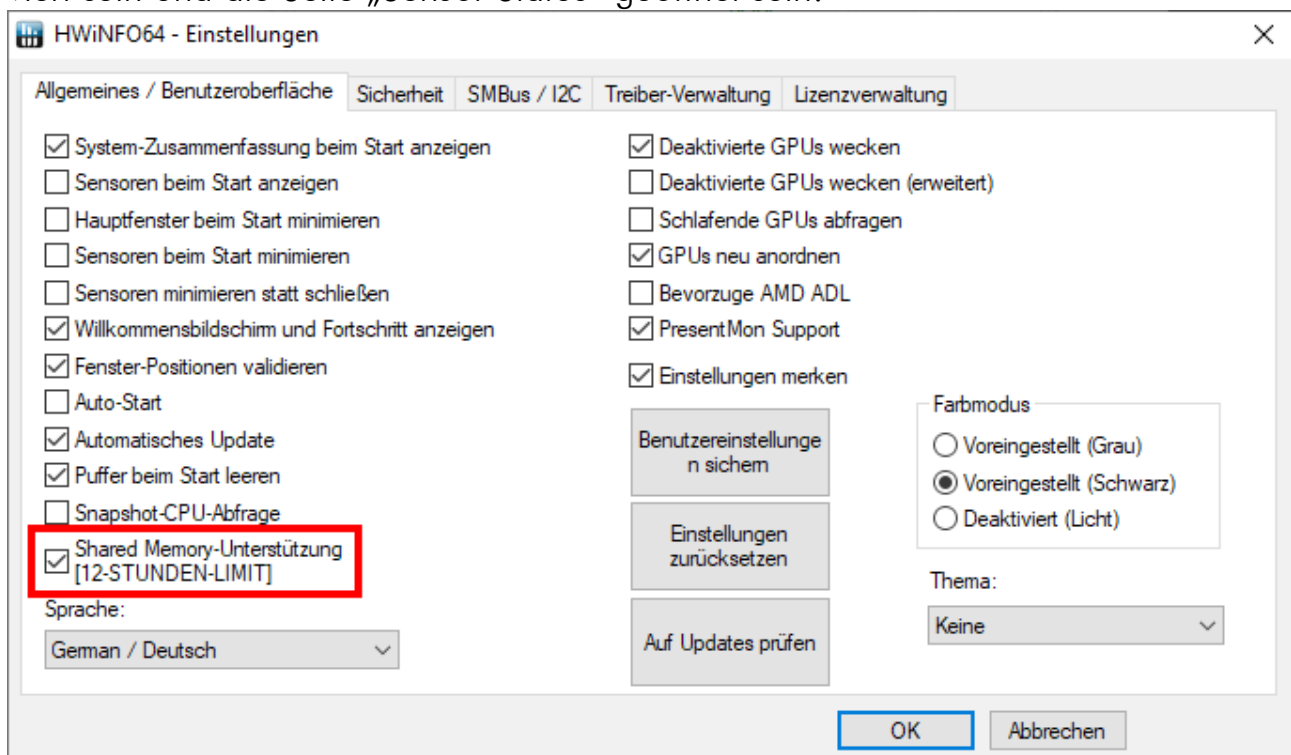 HWiNFO64 - Einstellungen
Allgemeines / Benutzeroberfläche
Sicherheit
SMBus / I2C
Treiber-Verwaltung
Lizenzverwaltung
System-Zusammenfassung beim Start anzeigen
Sensoren beim Start anzeigen
Hauptfenster beim Start minimieren
Sensoren beim Start minimieren
Sensoren minimieren statt schließen
Willkommensbildschirm und Fortschritt anzeigen
Fenster-Positionen validieren
Auto-Start
Automatisches Update
Puffer beim Start leeren
Snapshot-CPU-Abfrage
Shared Memory-Unterstützung
[12-STUNDEN-LIMIT]
Sprache:
German / Deutsch
Deaktivierte GPUs wecken
Deaktivierte GPUs wecken (erweitert)
Schlafende GPUs abfragen
GPUs neu anordnen
Bevorzuge AMD ADL
PresentMon Support
Einstellungen merken
Benutzereinstellunge
n sichern
Einstellungen
zurücksetzen
Auf Updates prüfen
Farbmodus
Voreingestellt (Grau)
Voreingestellt (Schwarz)
Deaktiviert (Licht)
Thema:
Keine
OK
Abbrechen